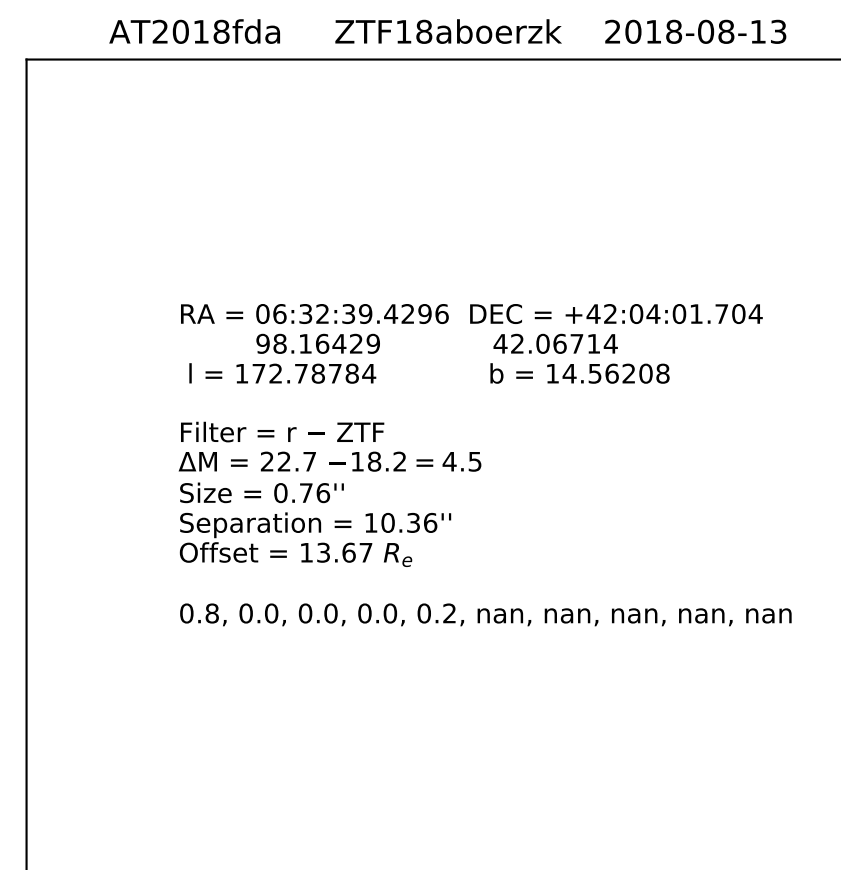 AT2018fda ZTF18aboerzk 2018-08-13
RA = 06:32:39.4296 DEC = +42:04:01.704
98.16429 42.06714
l = 172.78784 b = 14.56208
Filter = r − ZTF
ΔM = 22.7 −18.2 = 4.5
Size = 0.76''
Separation = 10.36''
Offset = 13.67 Rₑ
0.8, 0.0, 0.0, 0.0, 0.2, nan, nan, nan, nan, nan